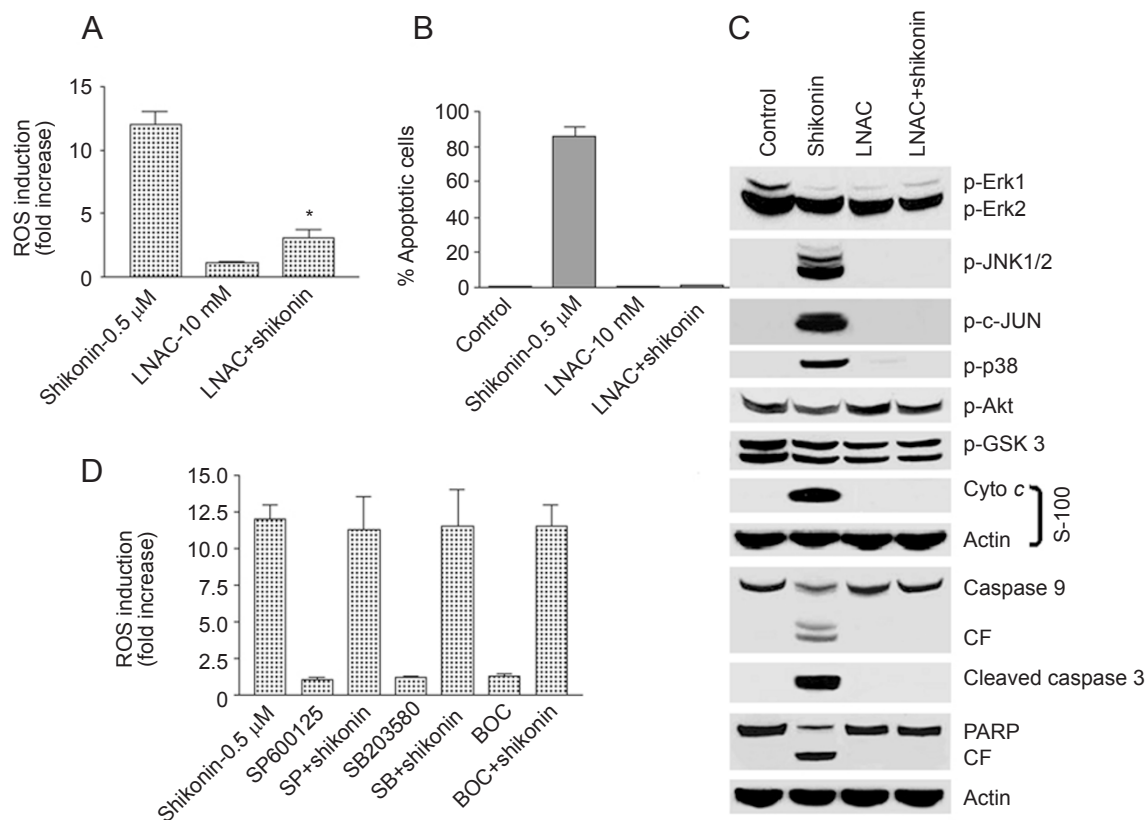 A
ROS induction
(fold increase)
15
10
5
0
Shikonin-0.5 µM
LNAC-10 mM
LNAC+shikonin
*
B
% Apoptotic cells
100
80
60
40
20
0
Control
Shikonin-0.5 µM
LNAC-10 mM
LNAC+shikonin
C
Control
Shikonin
LNAC
LNAC+shikonin
p-Erk1
p-Erk2
p-JNK1/2
p-c-JUN
p-p38
p-Akt
p-GSK 3
Cyto c
Actin
S-100
Caspase 9
CF
Cleaved caspase 3
PARP
CF
Actin
D
ROS induction
(fold increase)
15.0
12.5
10.0
7.5
5.0
2.5
0.0
Shikonin-0.5 µM
SP600125
SP+shikonin
SB203580
SB+shikonin
BOC
BOC+shikonin